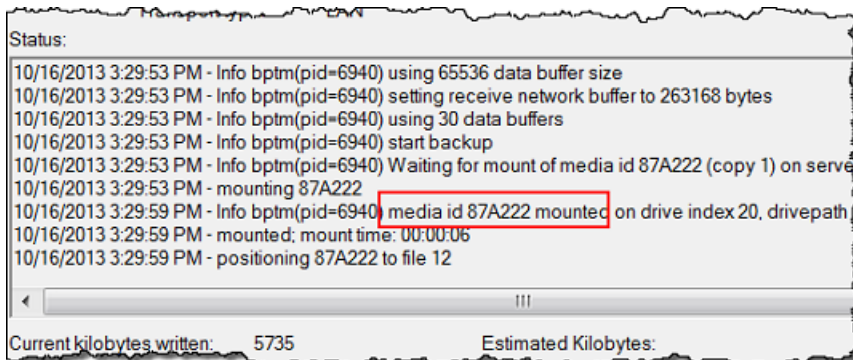 Status:
10/16/2013 3:29:53 PM - Info bptm(pid=6940) using 65536 data buffer size
10/16/2013 3:29:53 PM - Info bptm(pid=6940) setting receive network buffer to 263168 bytes
10/16/2013 3:29:53 PM - Info bptm(pid=6940) using 30 data buffers
10/16/2013 3:29:53 PM - Info bptm(pid=6940) start backup
10/16/2013 3:29:53 PM - Info bptm(pid=6940) Waiting for mount of media id 87A222 (copy 1) on serve
10/16/2013 3:29:53 PM - mounting 87A222
10/16/2013 3:29:59 PM - Info bptm(pid=6940) media id 87A222 mounted on drive index 20, drivepath
10/16/2013 3:29:59 PM - mounted; mount time: 00:00:06
10/16/2013 3:29:59 PM - positioning 87A222 to file 12
Current kilobytes written: 5735 Estimated Kilobytes: